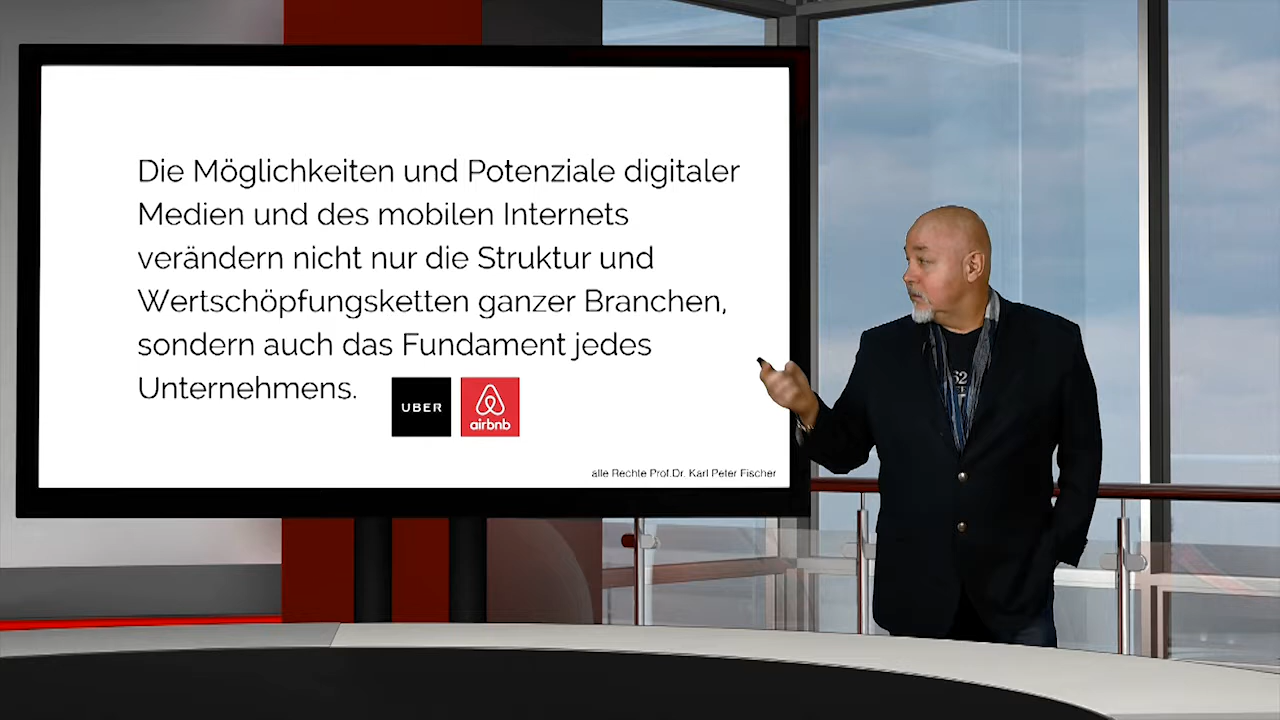 Die Möglichkeiten und Potenziale digitaler
Medien und des mobilen Internets
verändern nicht nur die Struktur und
Wertschöpfungsketten ganzer Branchen,
sondern auch das Fundament jedes
Unternehmens.
UBER
airbnb
alle Rechte Prof.Dr. Karl Peter Fischer
62